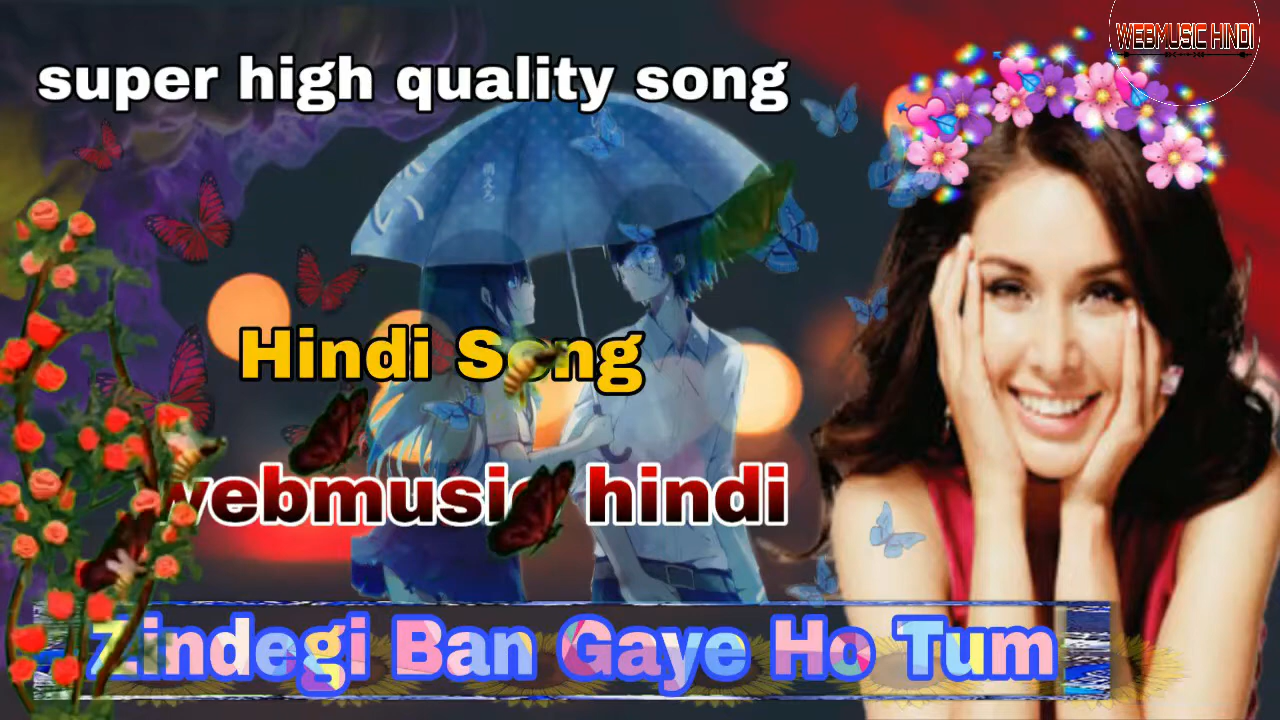 WEBMUSIC HINDI
super high quality song
Hindi Song
webmusic hindi
Zindegi Ban Gaye Ho Tum